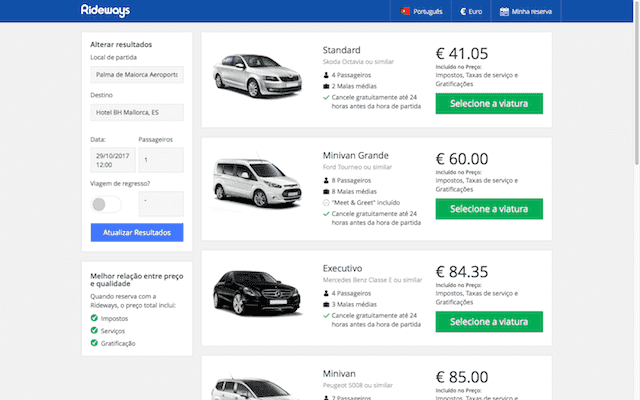 Rideways
Português
€ Euro
Minha reserva
Alterar resultados
Local de partida
Palma de Maiorca Aeroporto
Destino
Hotel BH Mallorca, ES
Data:
Passageiros
29/10/2017
12:00
1
Viagem de regresso?
-
Atualizar Resultados
Melhor relação entre preço
e qualidade
Quando reserva com a
Rideways, o preço total inclui:
Impostos
Serviços
Gratificação
Standard
Skoda Octavia ou similar
4 Passageiros
2 Malas médias
Cancele gratuitamente até 24
horas antes da hora de partida
€ 41.05
Incluído no Preço:
Impostos, Taxas de serviço e
Gratificações
Selecione a viatura
Minivan Grande
Ford Tourneo ou similar
8 Passageiros
8 Malas médias
"Meet & Greet" Incluído
Cancele gratuitamente até 24
horas antes da hora de partida
€ 60.00
Incluído no Preço:
Impostos, Taxas de serviço e
Gratificações
Selecione a viatura
Executivo
Mercedes Benz Classe E ou similar
4 Passageiros
3 Malas médias
Cancele gratuitamente até 24
horas antes da hora de partida
€ 84.35
Incluído no Preço:
Impostos, Taxas de serviço e
Gratificações
Selecione a viatura
Minivan
Peugeot 5008 ou similar
7 Passageiros
€ 85.00
Incluído no Preço:
Impostos, Taxas de serviço e